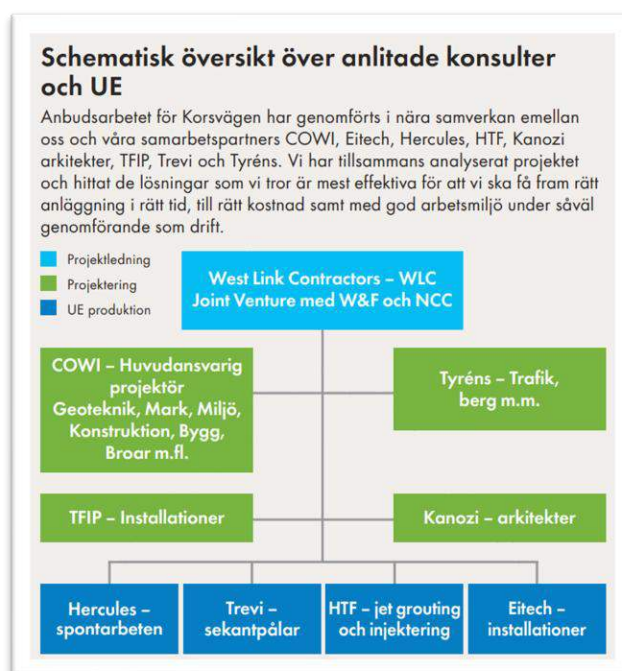 Schematisk översikt över anlitade konsulter
och UE
Anbudsarbetet för Korsvägen har genomförts i nära samverkan emellan
oss och våra samarbetspartners COWI, Eitech, Hercules, HTF, Kanozi
arkitekter, TFIP, Trevi och Tyréns. Vi har tillsammans analyserat projektet
och hittat de lösningar som vi tror är mest effektiva för att vi ska få fram rätt
anläggning i rätt tid, till rätt kostnad samt med god arbetsmiljö under såväl
genomförande som drift.
Projektledning
Projektering
UE produktion
West Link Contractors – WLC
Joint Venture med W&F och NCC
COWI – Huvudansvarig
projektör
Geoteknik, Mark, Miljö,
Konstruktion, Bygg,
Broar m.fl.
Tyréns – Trafik,
berg m.m.
TFIP – Installationer
Kanozi – arkitekter
Hercules –
spontarbeten
Trevi –
sekantpålar
HTF – jet grouting
och injektering
Eitech –
installationer